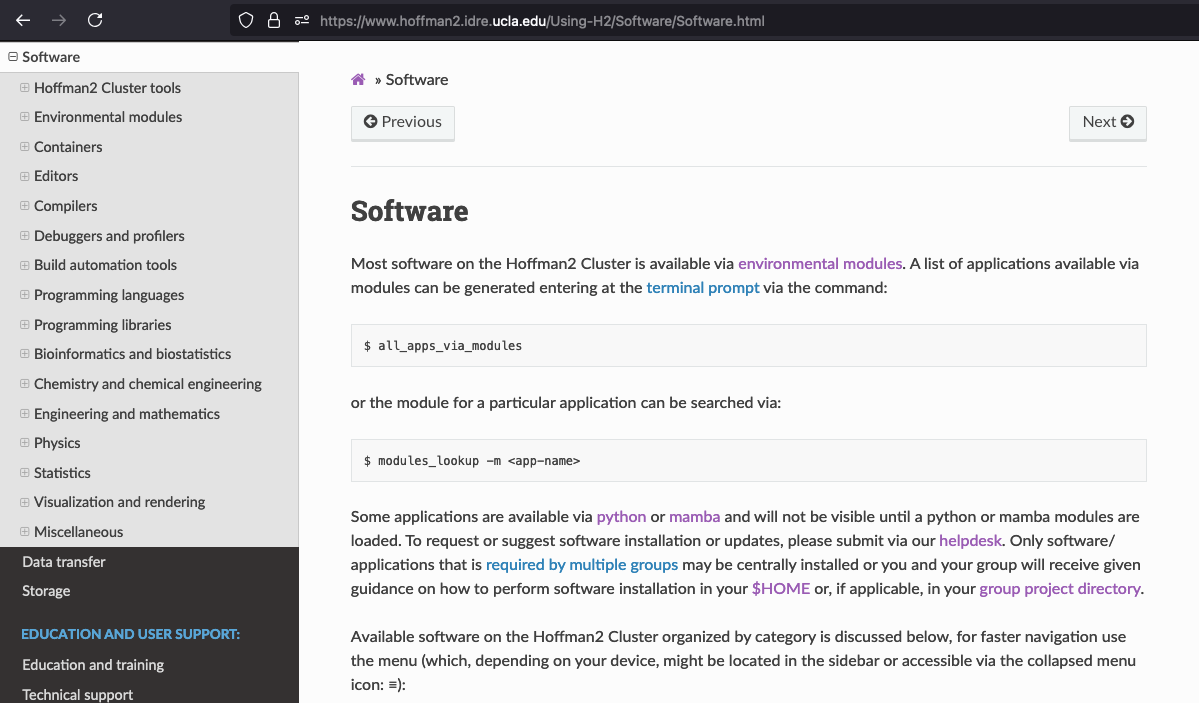 https://www.hoffman2.idre.ucla.edu/Using-H2/Software/Software.html
Software
Hoffman2 Cluster tools
Environmental modules
Containers
Editors
Compilers
Debuggers and profilers
Build automation tools
Programming languages
Programming libraries
Bioinformatics and biostatistics
Chemistry and chemical engineering
Engineering and mathematics
Physics
Statistics
Visualization and rendering
Miscellaneous
Data transfer
Storage
EDUCATION AND USER SUPPORT:
Education and training
Technical support
» Software
Previous
Next
Software
Most software on the Hoffman2 Cluster is available via environmental modules. A list of applications available via
modules can be generated entering at the terminal prompt via the command:
$ all_apps_via_modules
or the module for a particular application can be searched via:
$ modules_lookup -m <app-name>
Some applications are available via python or mamba and will not be visible until a python or mamba modules are
loaded. To request or suggest software installation or updates, please submit via our helpdesk. Only software/
applications that is required by multiple groups may be centrally installed or you and your group will receive given
guidance on how to perform software installation in your $HOME or, if applicable, in your group project directory.
Available software on the Hoffman2 Cluster organized by category is discussed below, for faster navigation use
the menu (which, depending on your device, might be located in the sidebar or accessible via the collapsed menu
icon: ≡):